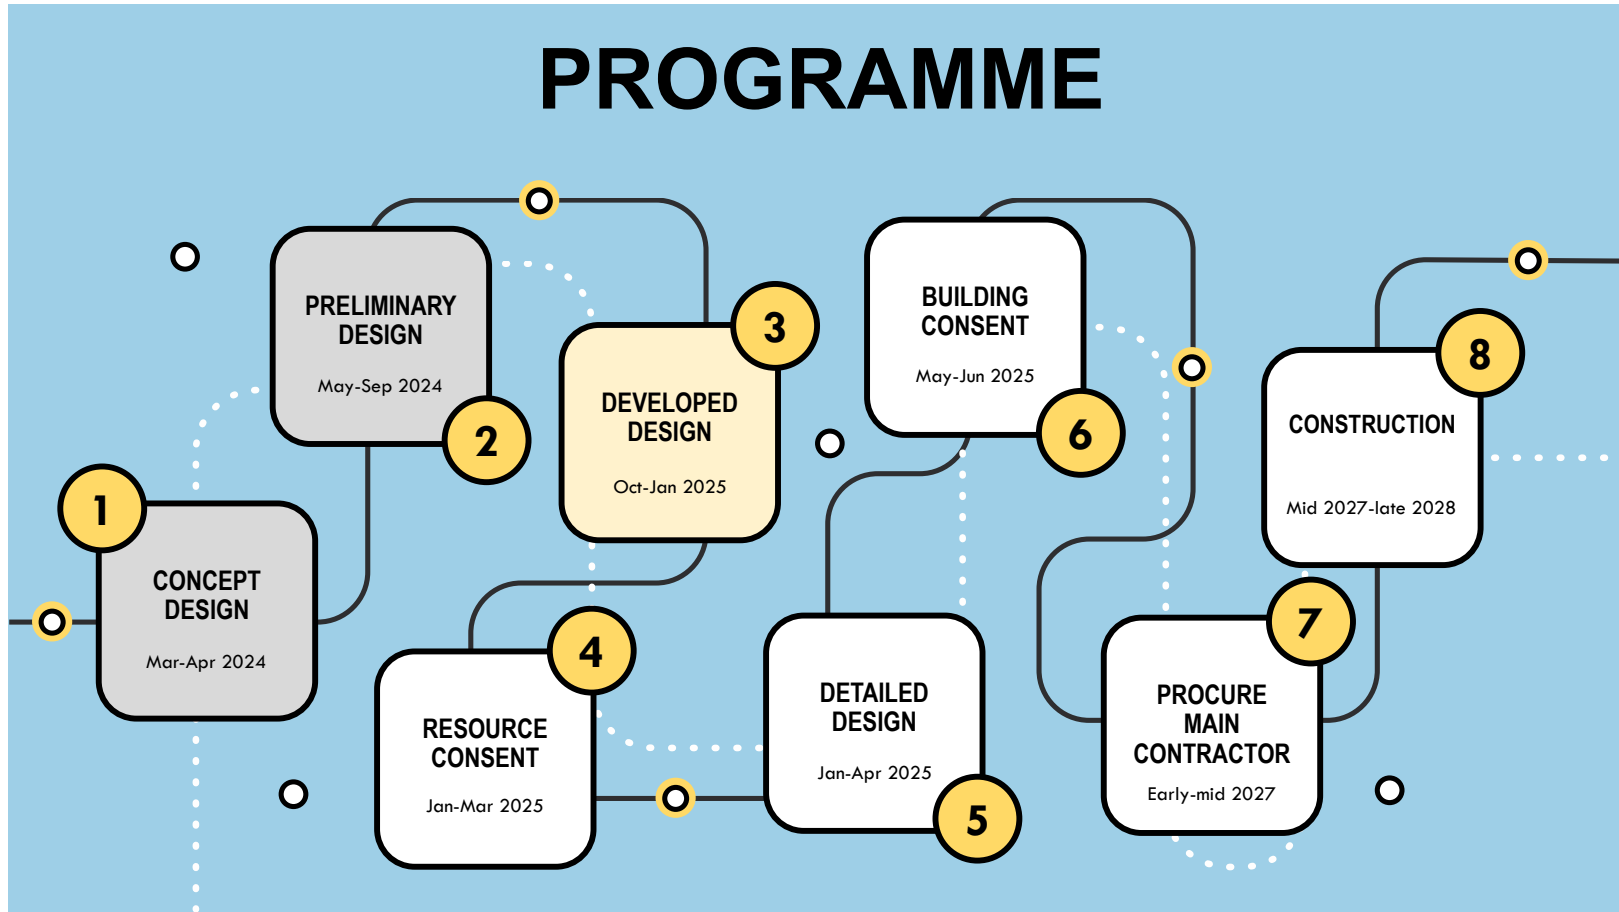 PROGRAMME
1
CONCEPT
DESIGN
Mar-Apr 2024
PRELIMINARY
DESIGN
May-Sep 2024
2
3
DEVELOPED
DESIGN
Oct-Jan 2025
4
RESOURCE
CONSENT
Jan-Mar 2025
DETAILED
DESIGN
Jan-Apr 2025
5
BUILDING
CONSENT
May-Jun 2025
6
7
PROCURE
MAIN
CONTRACTOR
Early-mid 2027
8
CONSTRUCTION
Mid 2027-late 2028